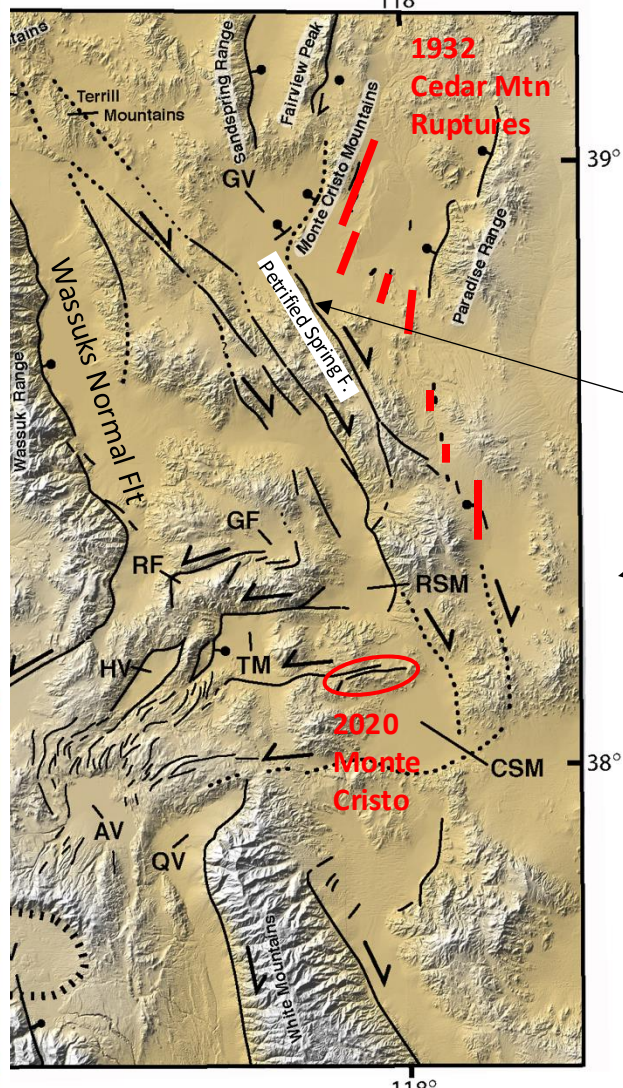 118°
tains
Terrill
Mountains
Sandspring Range
Fairview Peak
1932
Cedar Mtn
Ruptures
39°
GV
Monte Cristo Mountains
Paradise Range
Petrified Spring F.
Wassuks Normal Flt
Wassuk Range
GF
RF
RSM
HV
TM
2020
Monte
Cristo
38°
CSM
AV
QV
White Mountains
118°